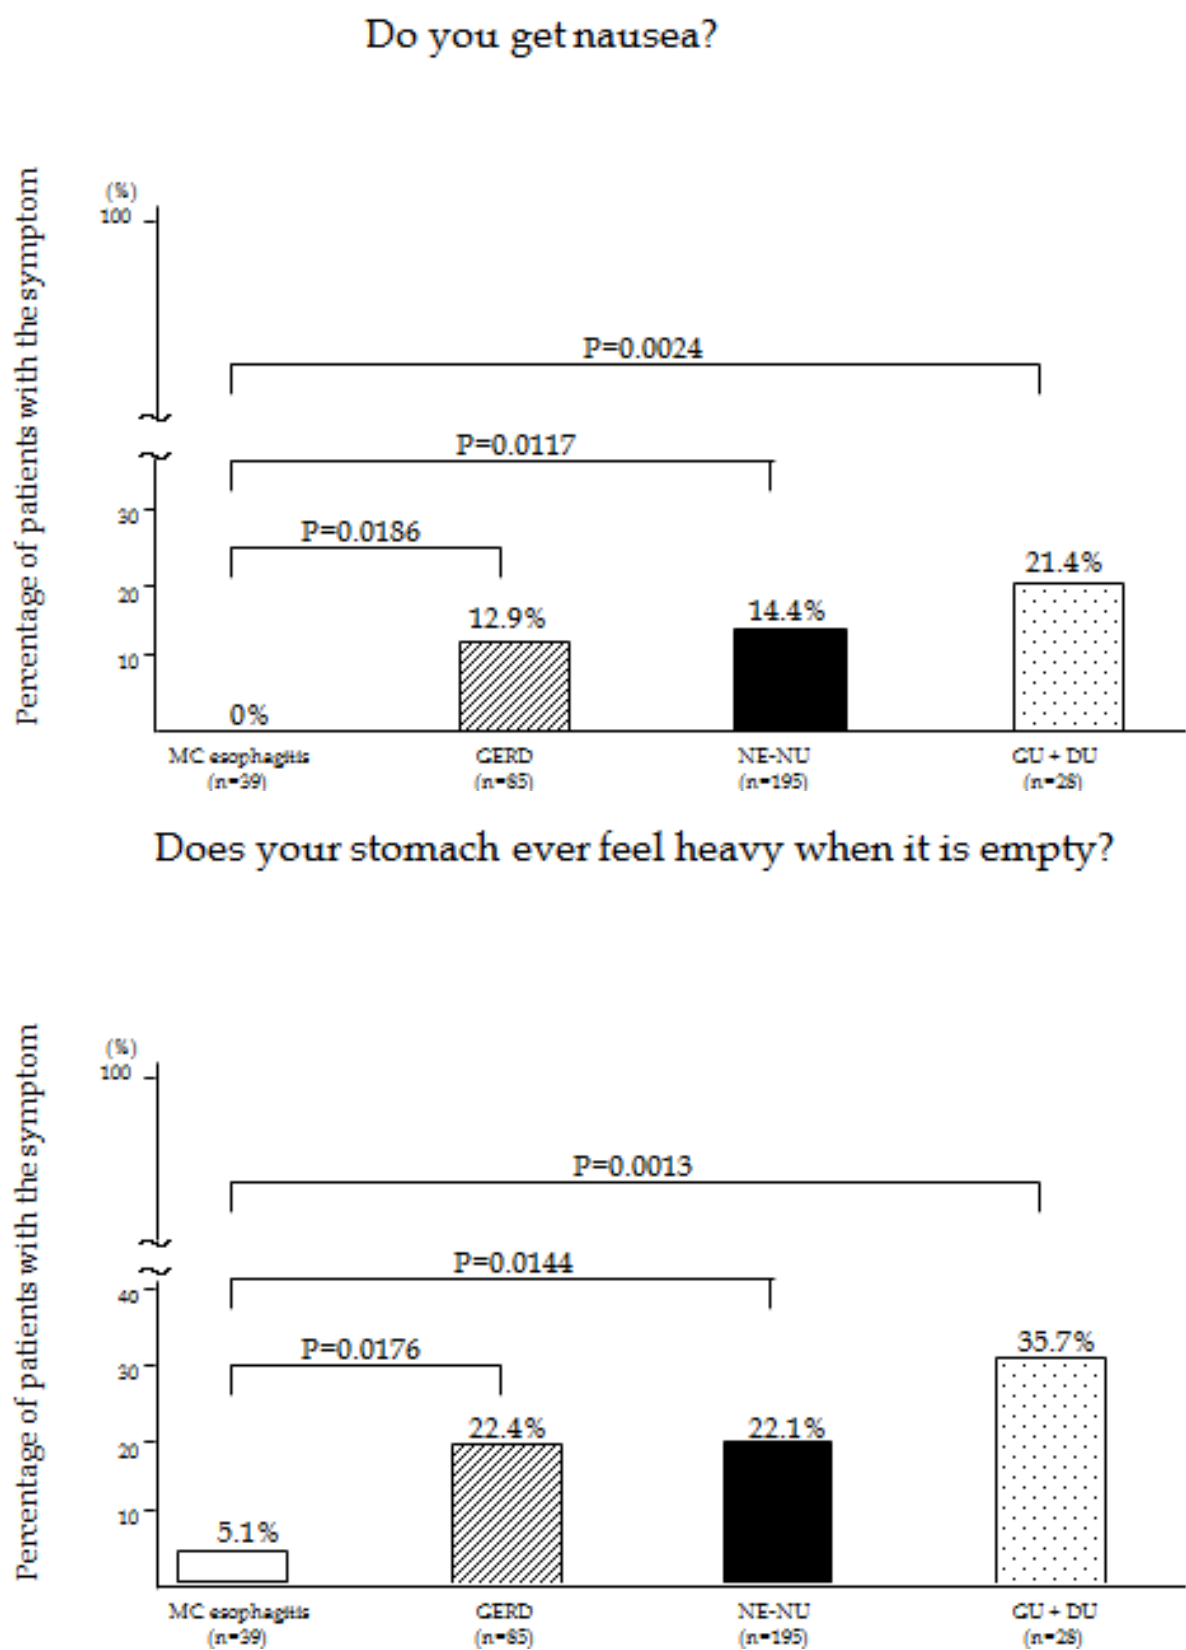 Do you get nausea?
Percentage of patients with the symptom
(%)
100
P=0.0024
P=0.0117
30
P=0.0186
21.4%
20
12.9%
14.4%
10
0%
MC esophagitis
(n=39)
GERD
(n=85)
NE-NU
(n=195)
GU + DU
(n=28)
Does your stomach ever feel heavy when it is empty?
Percentage of patients with the symptom
(%)
100
P=0.0013
P=0.0144
40
P=0.0176
35.7%
30
22.4%
22.1%
20
10
5.1%
MC esophagitis
(n=39)
GERD
(n=85)
NE-NU
(n=195)
GU + DU
(n=28)